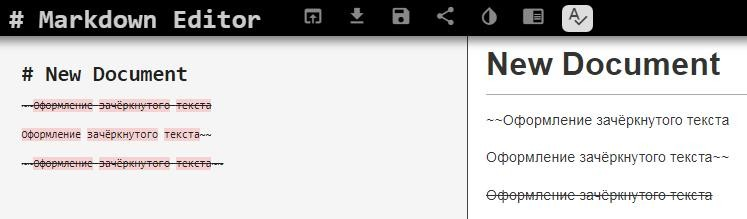 # Markdown Editor
# New Document
~~Оформление зачёркнутого текста
Оформление зачёркнутого текста~~
~~Оформление зачёркнутого текста~~
New Document
~~Оформление зачёркнутого текста
Оформление зачёркнутого текста~~
Оформление зачёркнутого текста